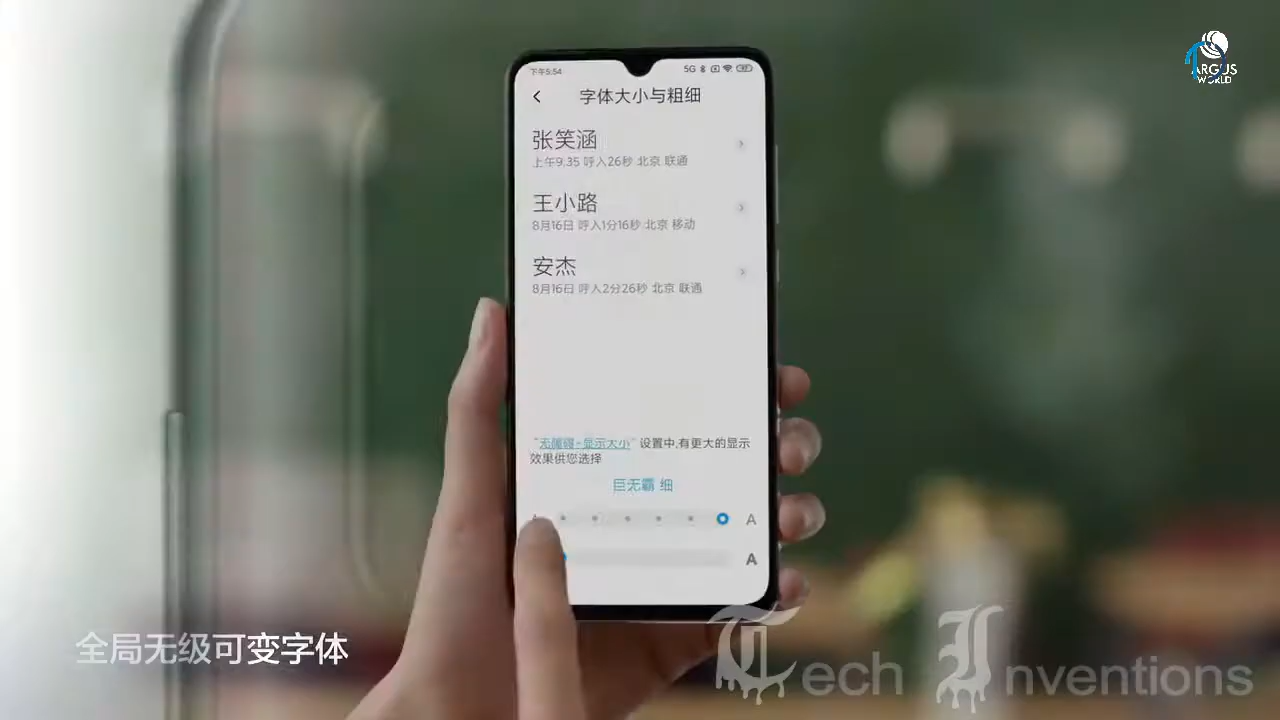 ARGUS
WORLD
下午5:54
5G
字体大小与粗细
张笑涵
上午9:35 呼入26秒 北京 联通
王小路
8月16日 呼入1分16秒 北京 移动
安杰
8月16日 呼入2分26秒 北京 联通
“无障碍-显示大小”设置中,有更大的显示
效果供您选择
巨无霸 细
A
A
全局无级可变字体
Tech Inventions